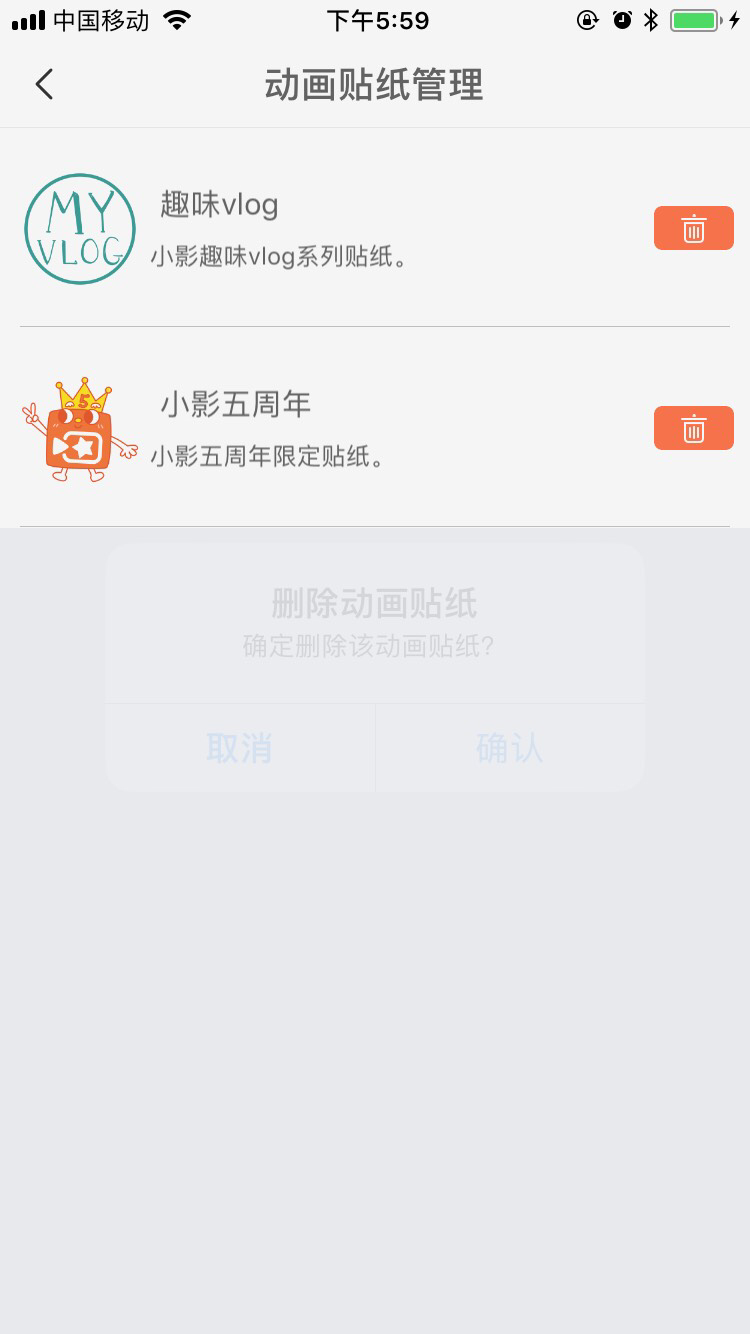 中国移动
下午5:59
动画贴纸管理
MY
VLOG
趣味vlog
小影趣味vlog系列贴纸。
5
小影五周年
小影五周年限定贴纸。
删除动画贴纸
确定删除该动画贴纸?
取消
确认